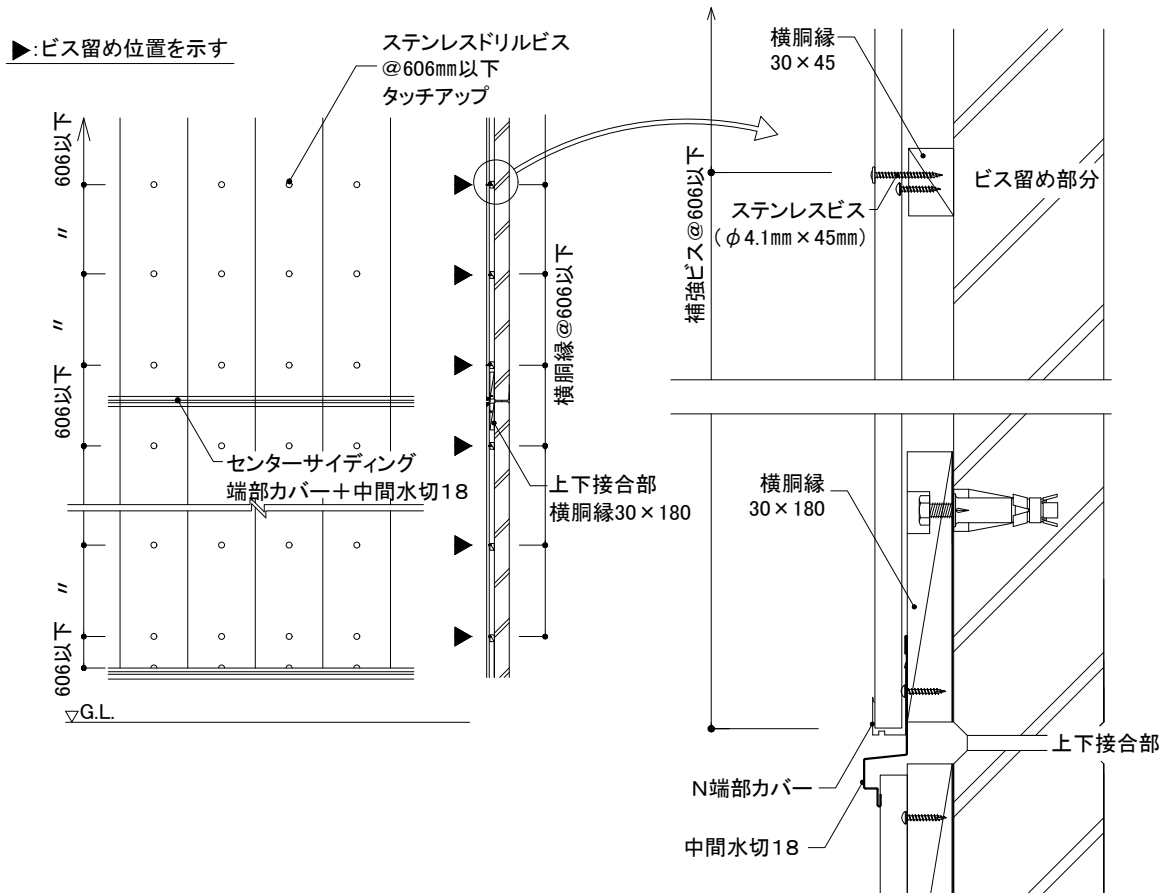 ▶:ビス留め位置を示す
ステンレスドリルビス
@606mm以下
タッチアップ
606以下
〃
〃
606以下
〃
606以下
センターサイディング
端部カバー+中間水切18
▽G.L.
横胴縁@606以下
上下接合部
横胴縁30×180
補強ビス@606以下
横胴縁
30×45
ビス留め部分
ステンレスビス
(φ4.1mm×45mm)
横胴縁
30×180
上下接合部
N端部カバー
中間水切18